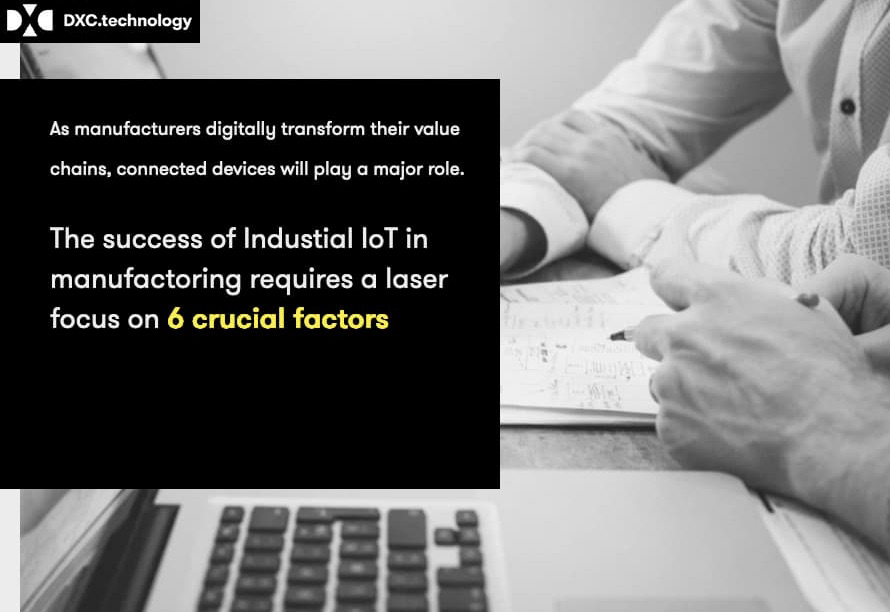 DXC.technology
As manufacturers digitally transform their value
chains, connected devices will play a major role.
The success of Industial IoT in
manufactoring requires a laser
focus on 6 crucial factors